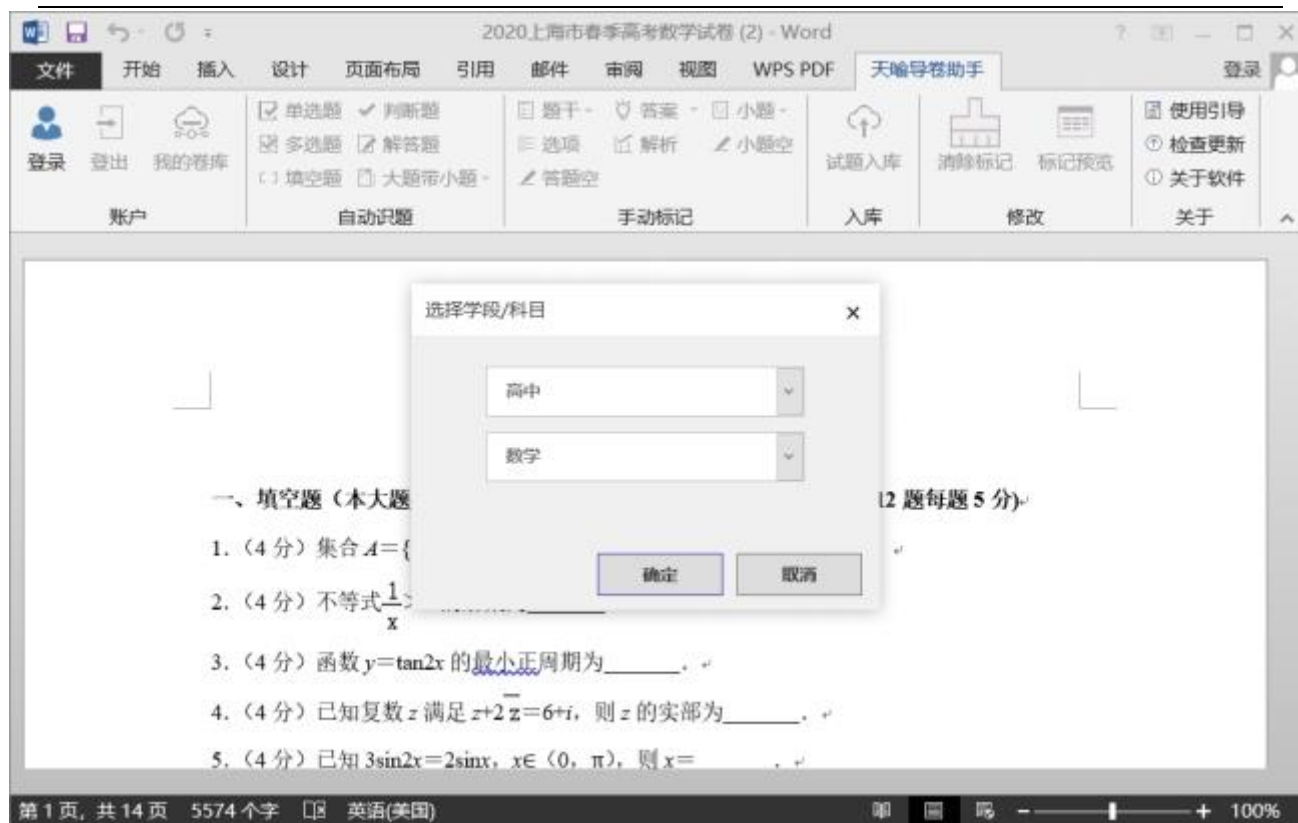 2020上海市春季高考数学试卷 (2) - Word
文件 开始 插入 设计 页面布局 引用 邮件 审阅 视图 WPS PDF 天喻导卷助手 登录
单选题 判断题 题干 答案 小题 使用引导
多选题 解答题 选项 解析 小题空 检查更新
登录 登出 我的卷库 试题入库 消除标记 标记预览
填空题 大题带小题 答题空 关于软件
账户 自动识题 手动标记 入库 修改 关于
选择学段/科目
高中
数学
确定 取消
一、填空题（本大题 12 题每题 5 分)
1.（4 分）集合 A＝{
2.（4 分）不等式 1/x >
3.（4 分）函数 y＝tan2x 的最小正周期为______．
4.（4 分）已知复数 z 满足 z+2z̅＝6+i，则 z 的实部为______．
5.（4 分）已知 3sin2x＝2sinx，x∈（0，π），则 x＝______．
第 1 页，共 14 页 5574 个字 英语(美国) 100%